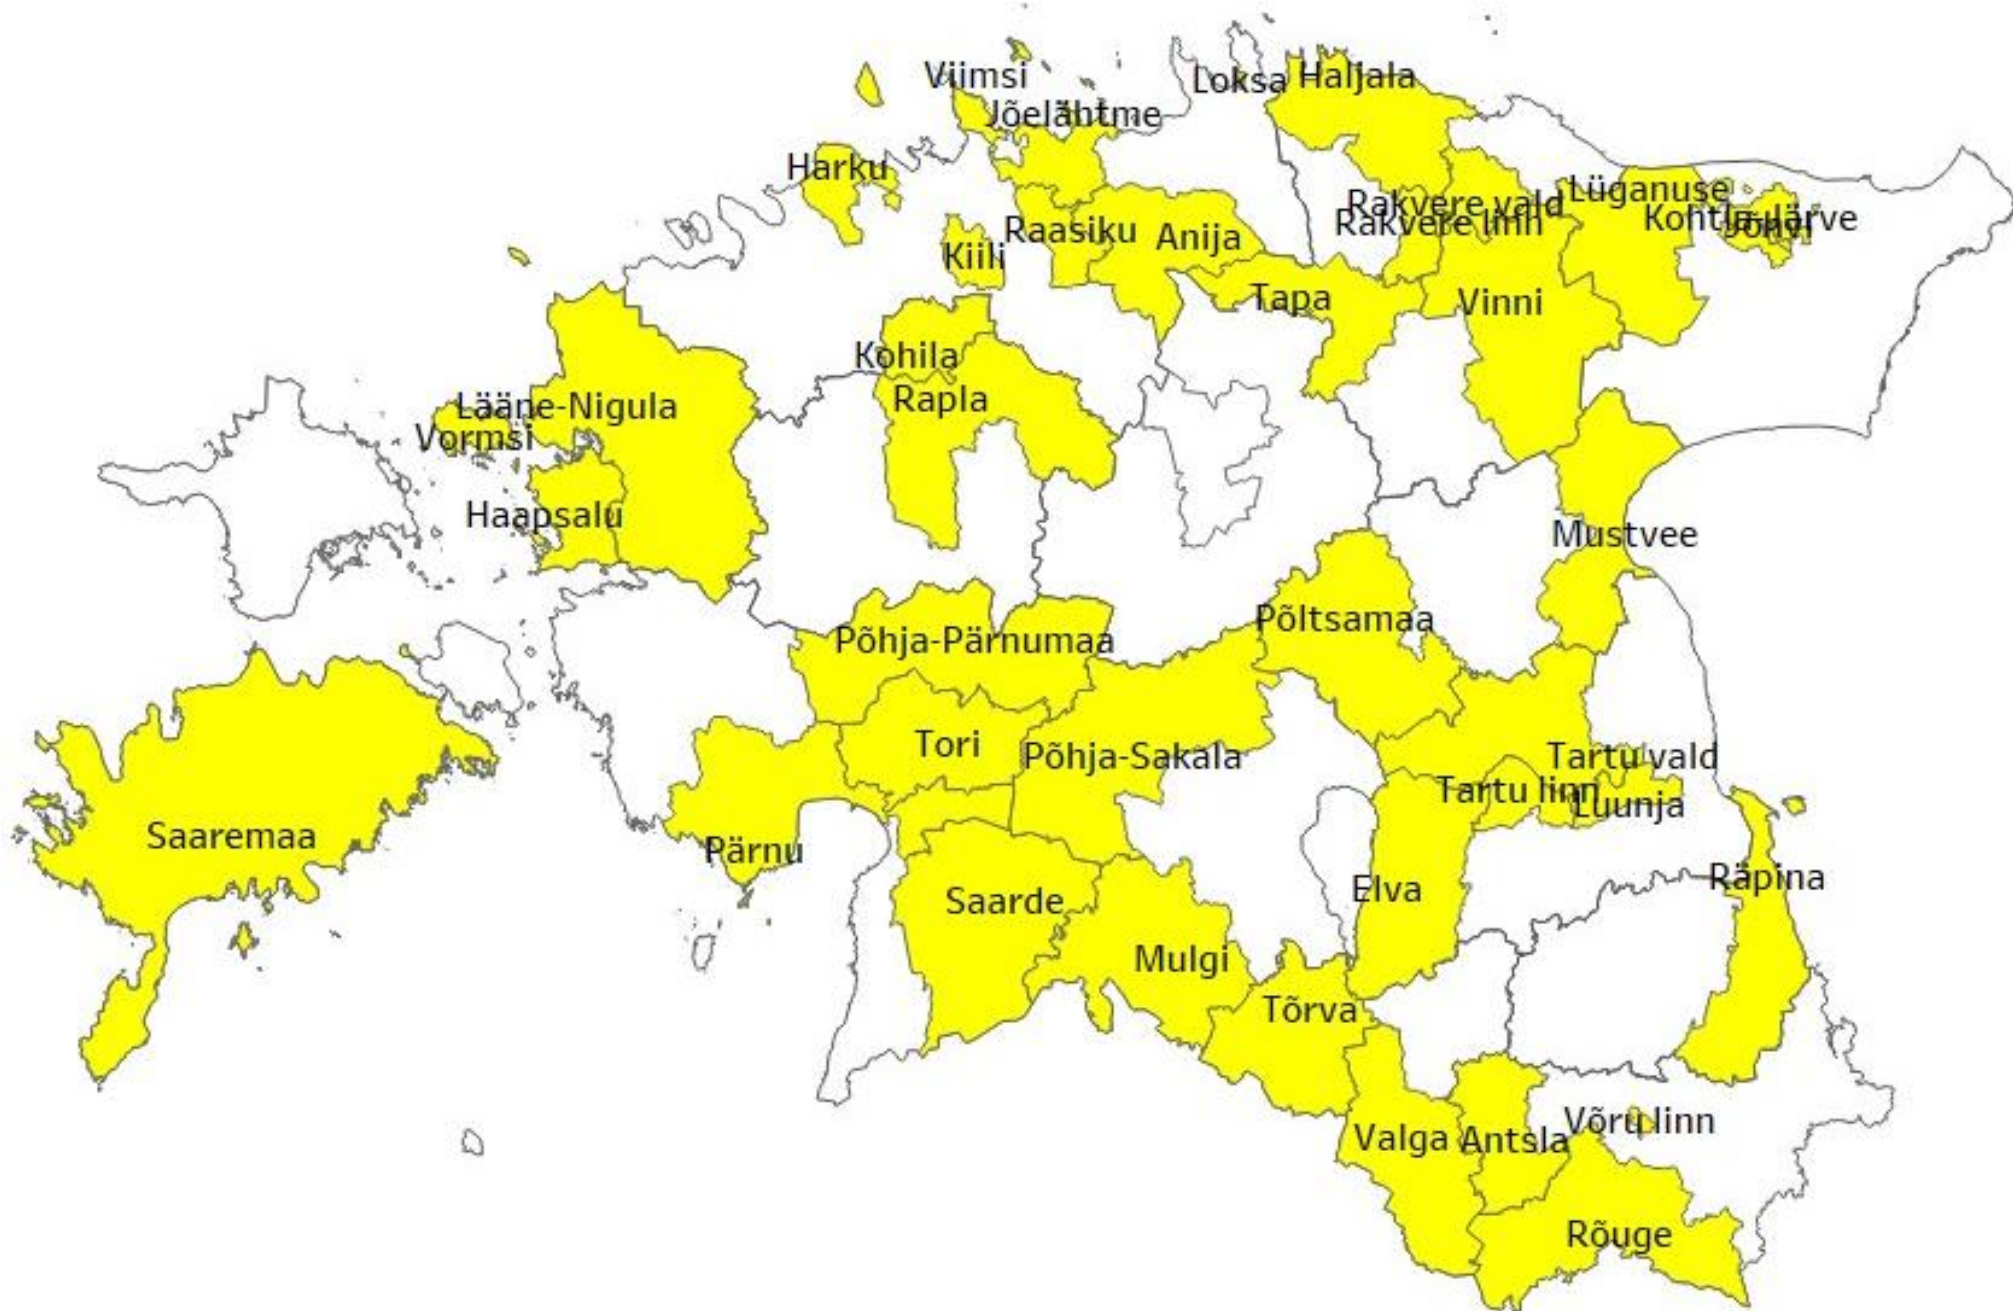 Viimsi
Loksa
Haljala
Jõelähtme
Harku
Rakvere vald
Lüganuse
Rakvere linn
Kohtla-Järve
Jõhvi
Raasiku
Anija
Kiili
Tapa
Vinni
Kohila
Rapla
Lääne-Nigula
Vormsi
Haapsalu
Mustvee
Põltsamaa
Põhja-Pärnumaa
Tori
Põhja-Sakala
Tartu vald
Tartu linn
Luunja
Saaremaa
Pärnu
Räpina
Elva
Saarde
Mulgi
Tõrva
Võru linn
Valga
Antsla
Rõuge